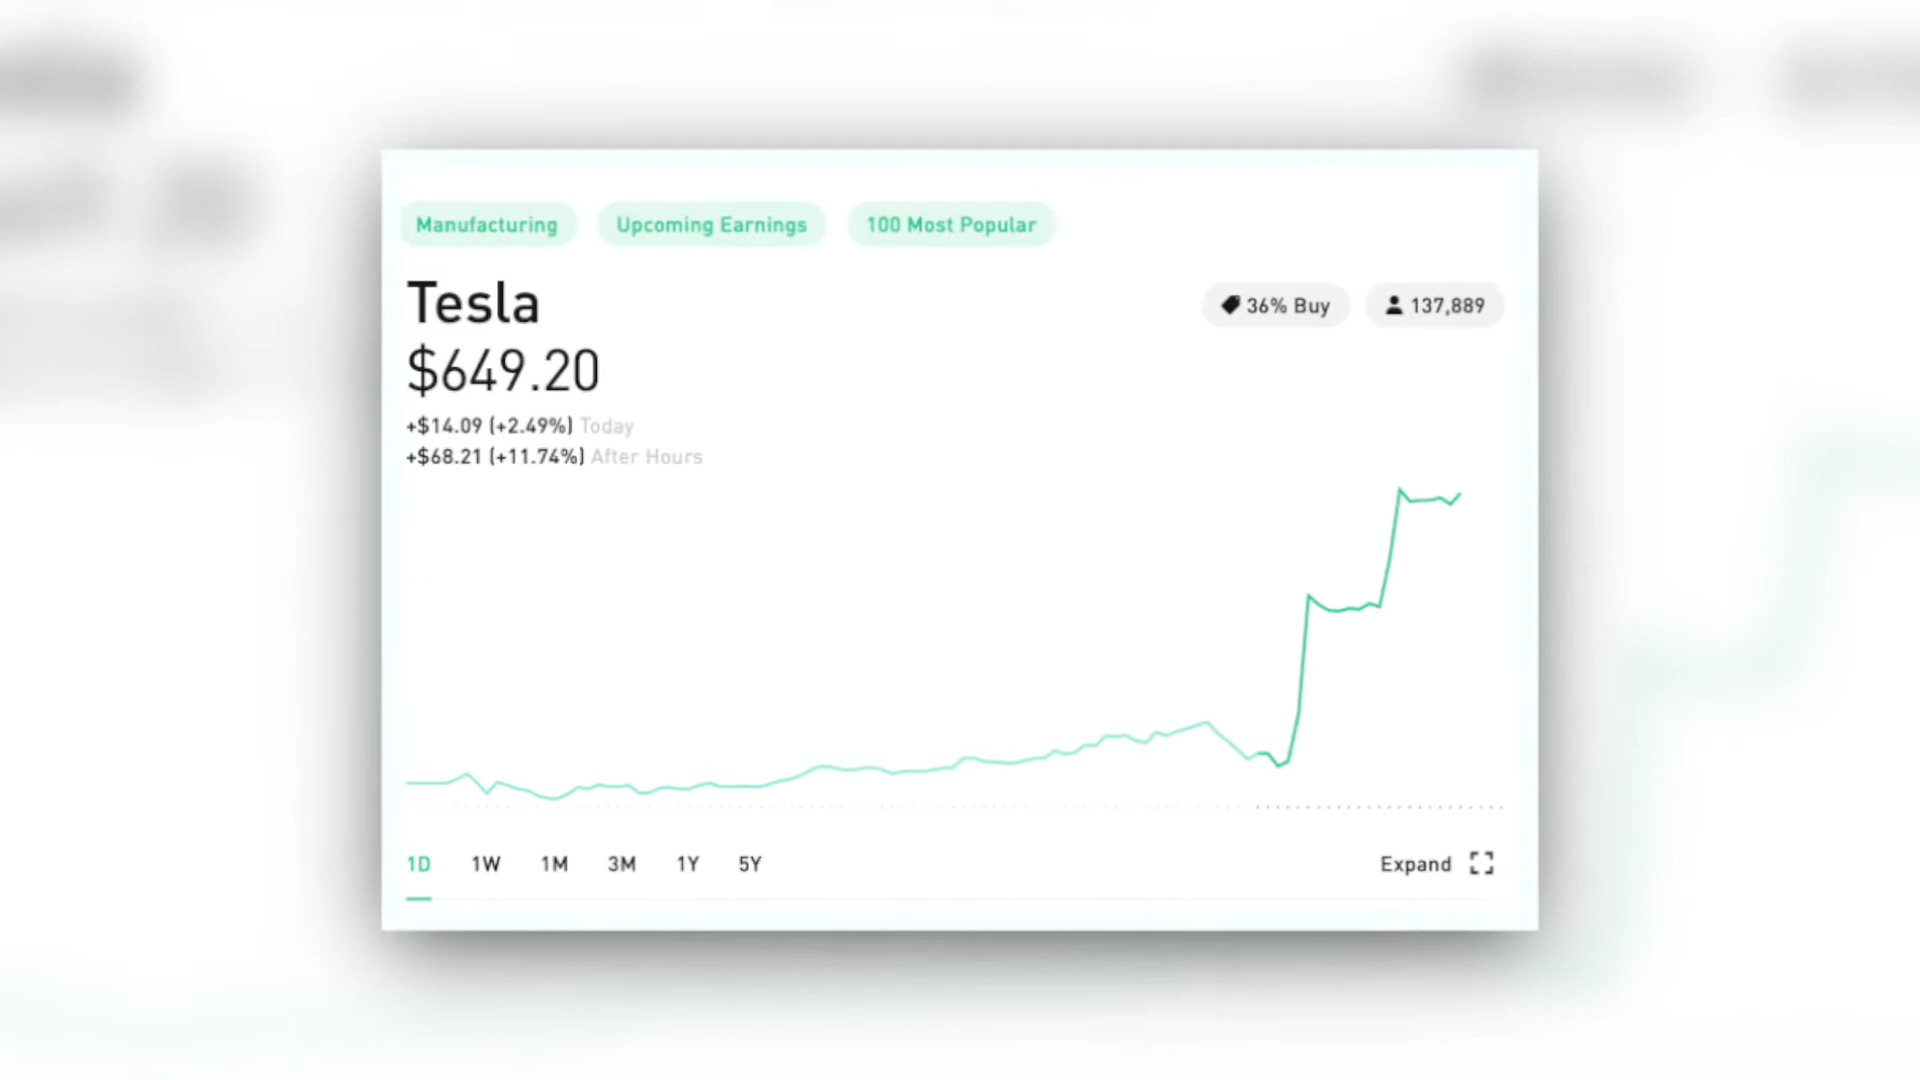 Manufacturing Upcoming Earnings 100 Most Popular
Tesla 36% Buy 137,889
$649.20
+$14.09 (+2.49%) Today
+$68.21 (+11.74%) After Hours
1D 1W 1M 3M 1Y 5Y Expand